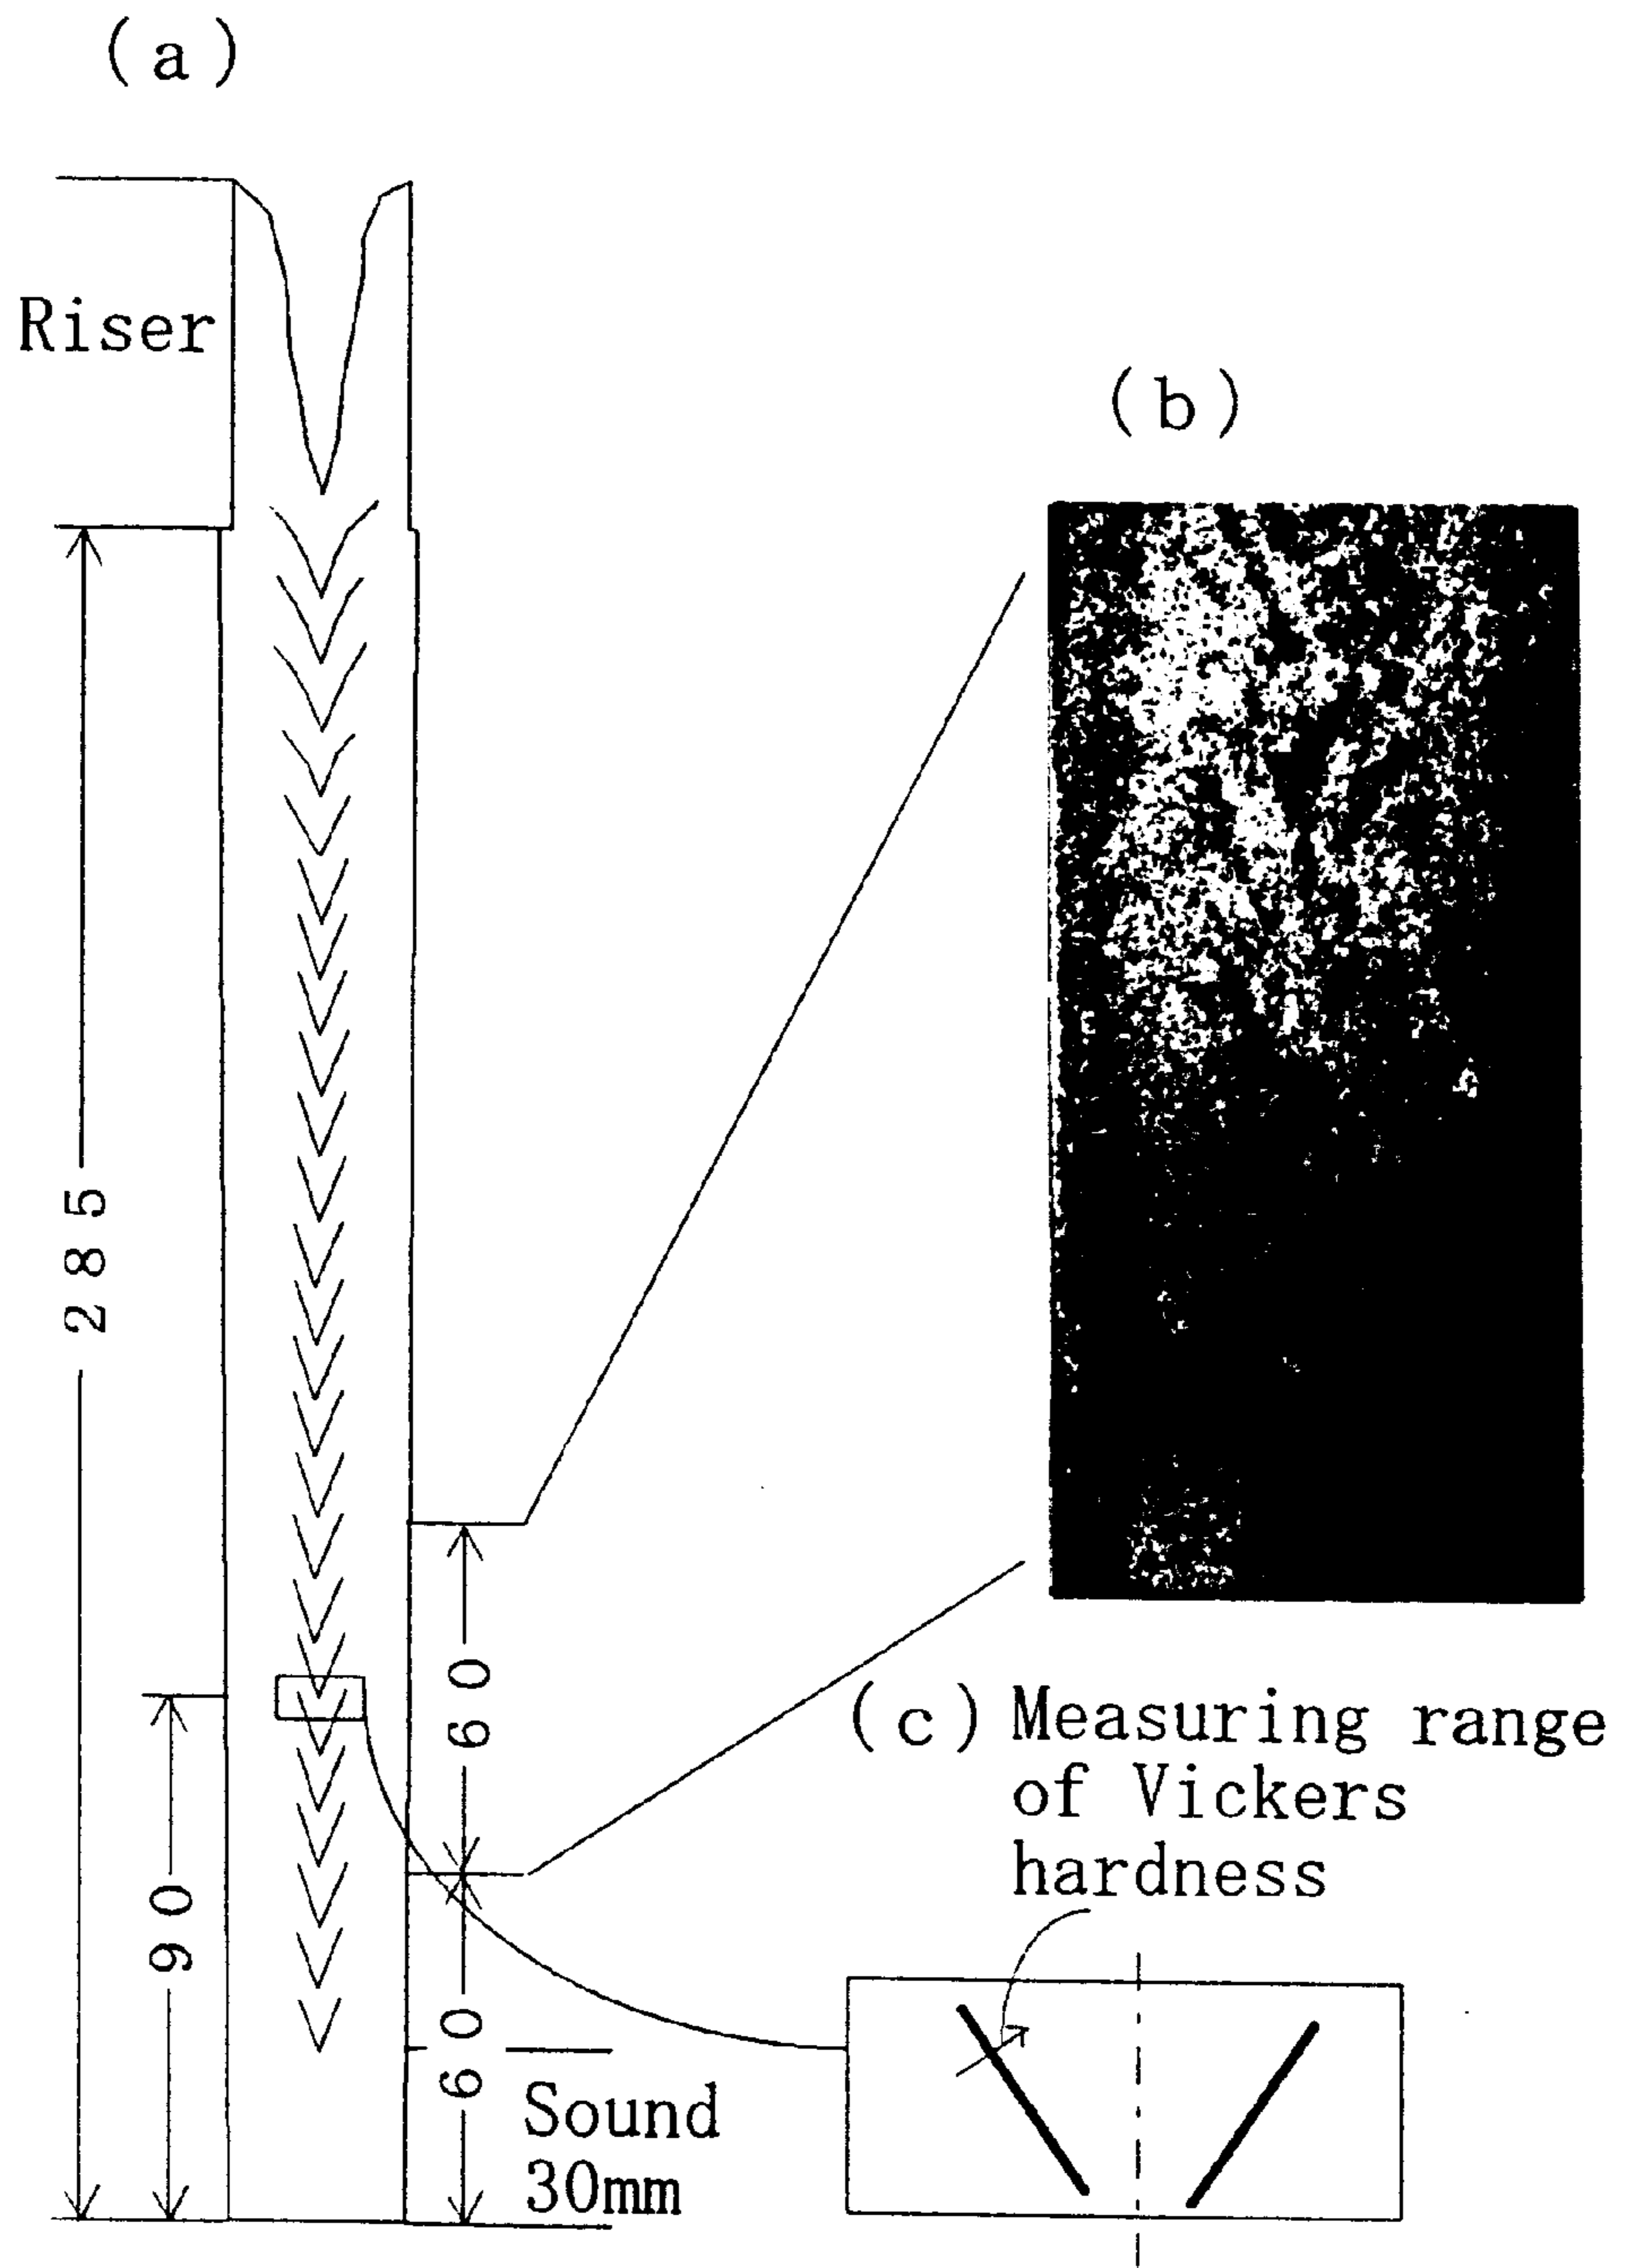 (a)
Riser
(b)
285
60
(c) Measuring range
of Vickers
hardness
90
60
Sound
30mm